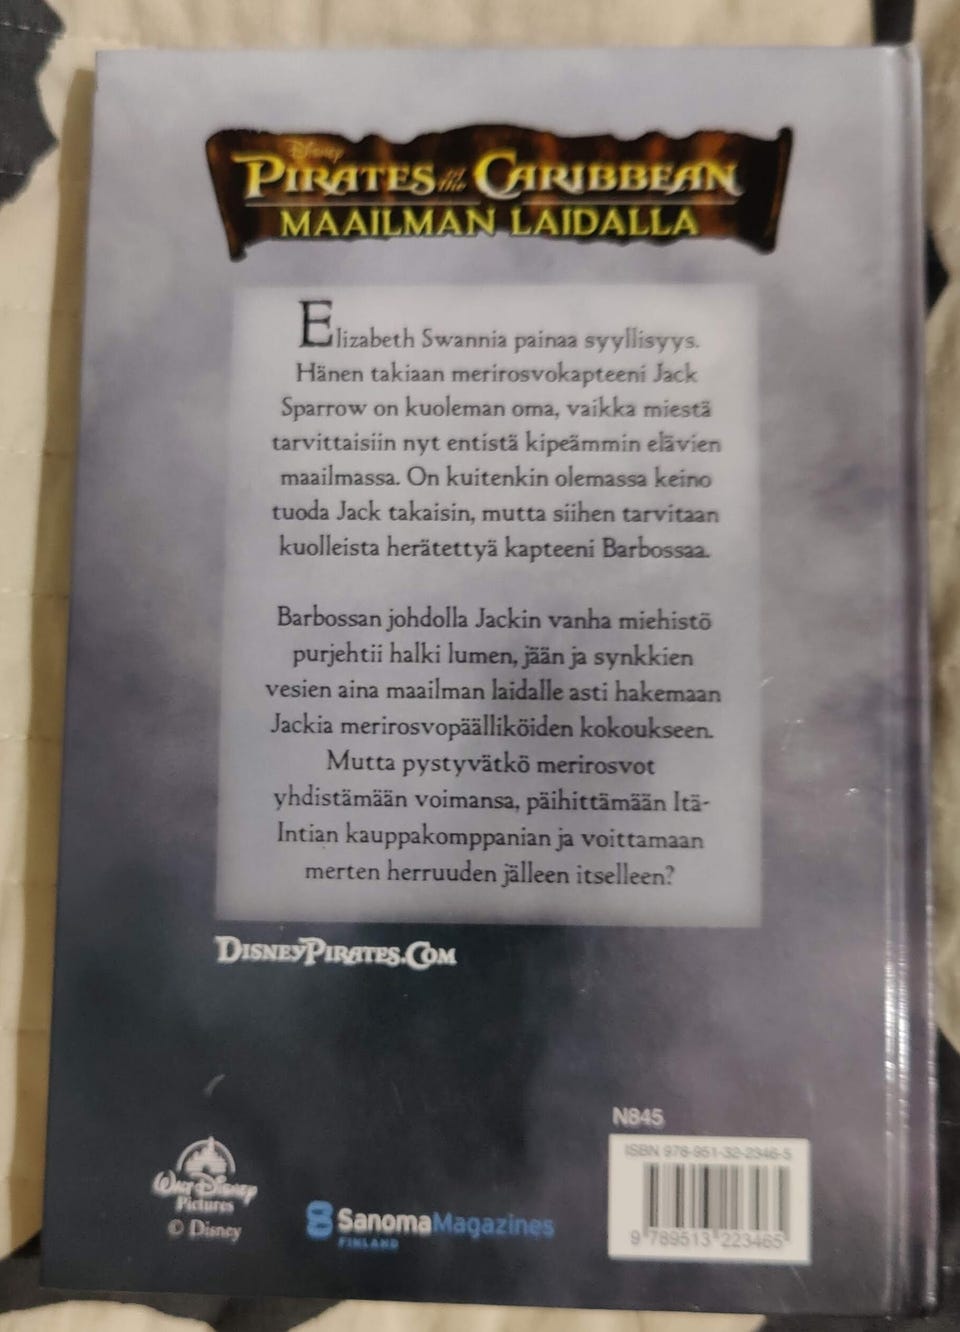 Disney
PIRATES of the CARIBBEAN
MAAILMAN LAIDALLA
Elizabeth Swannia painaa syyllisyys.
Hänen takiaan merirosvokapteeni Jack
Sparrow on kuoleman oma, vaikka miestä
tarvittaisiin nyt entistä kipeämmin elävien
maailmassa. On kuitenkin olemassa keino
tuoda Jack takaisin, mutta siihen tarvitaan
kuolleista herätettyä kapteeni Barbossaa.
Barbossan johdolla Jackin vanha miehistö
purjehtii halki lumen, jään ja synkkien
vesien aina maailman laidalle asti hakemaan
Jackia merirosvopäälliköiden kokoukseen.
Mutta pystyvätkö merirosvot
yhdistämään voimansa, päihittämään Itä-
Intian kauppakomppanian ja voittamaan
merten herruuden jälleen itselleen?
DISNEYPIRATES.COM
N845
ISBN 978-951-32-2346-5
9 789513 223465
WALT DISNEY
Pictures
© Disney
SanomaMagazines
FINLAND